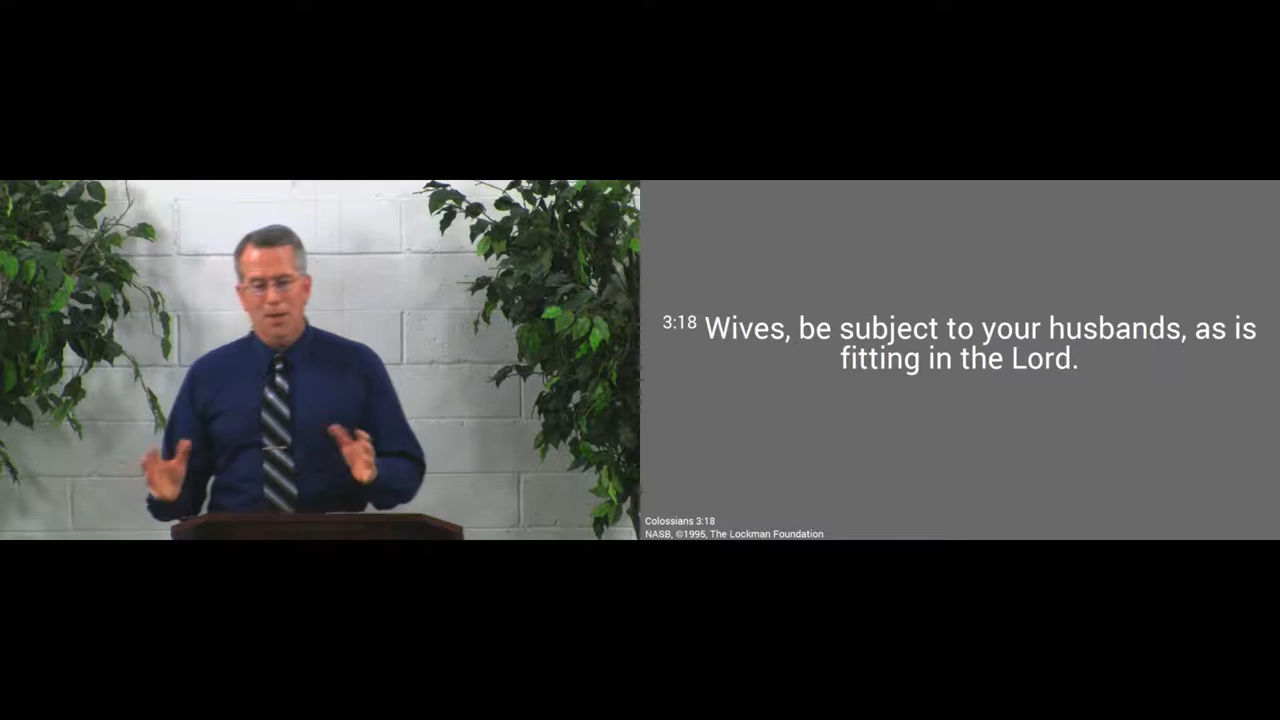 3:18 Wives, be subject to your husbands, as is
fitting in the Lord.
Colossians 3:18
NASB, ©1995, The Lockman Foundation